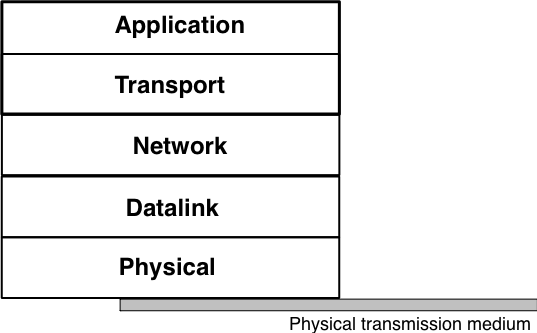 Application
Transport
Network
Datalink
Physical
Physical transmission medium